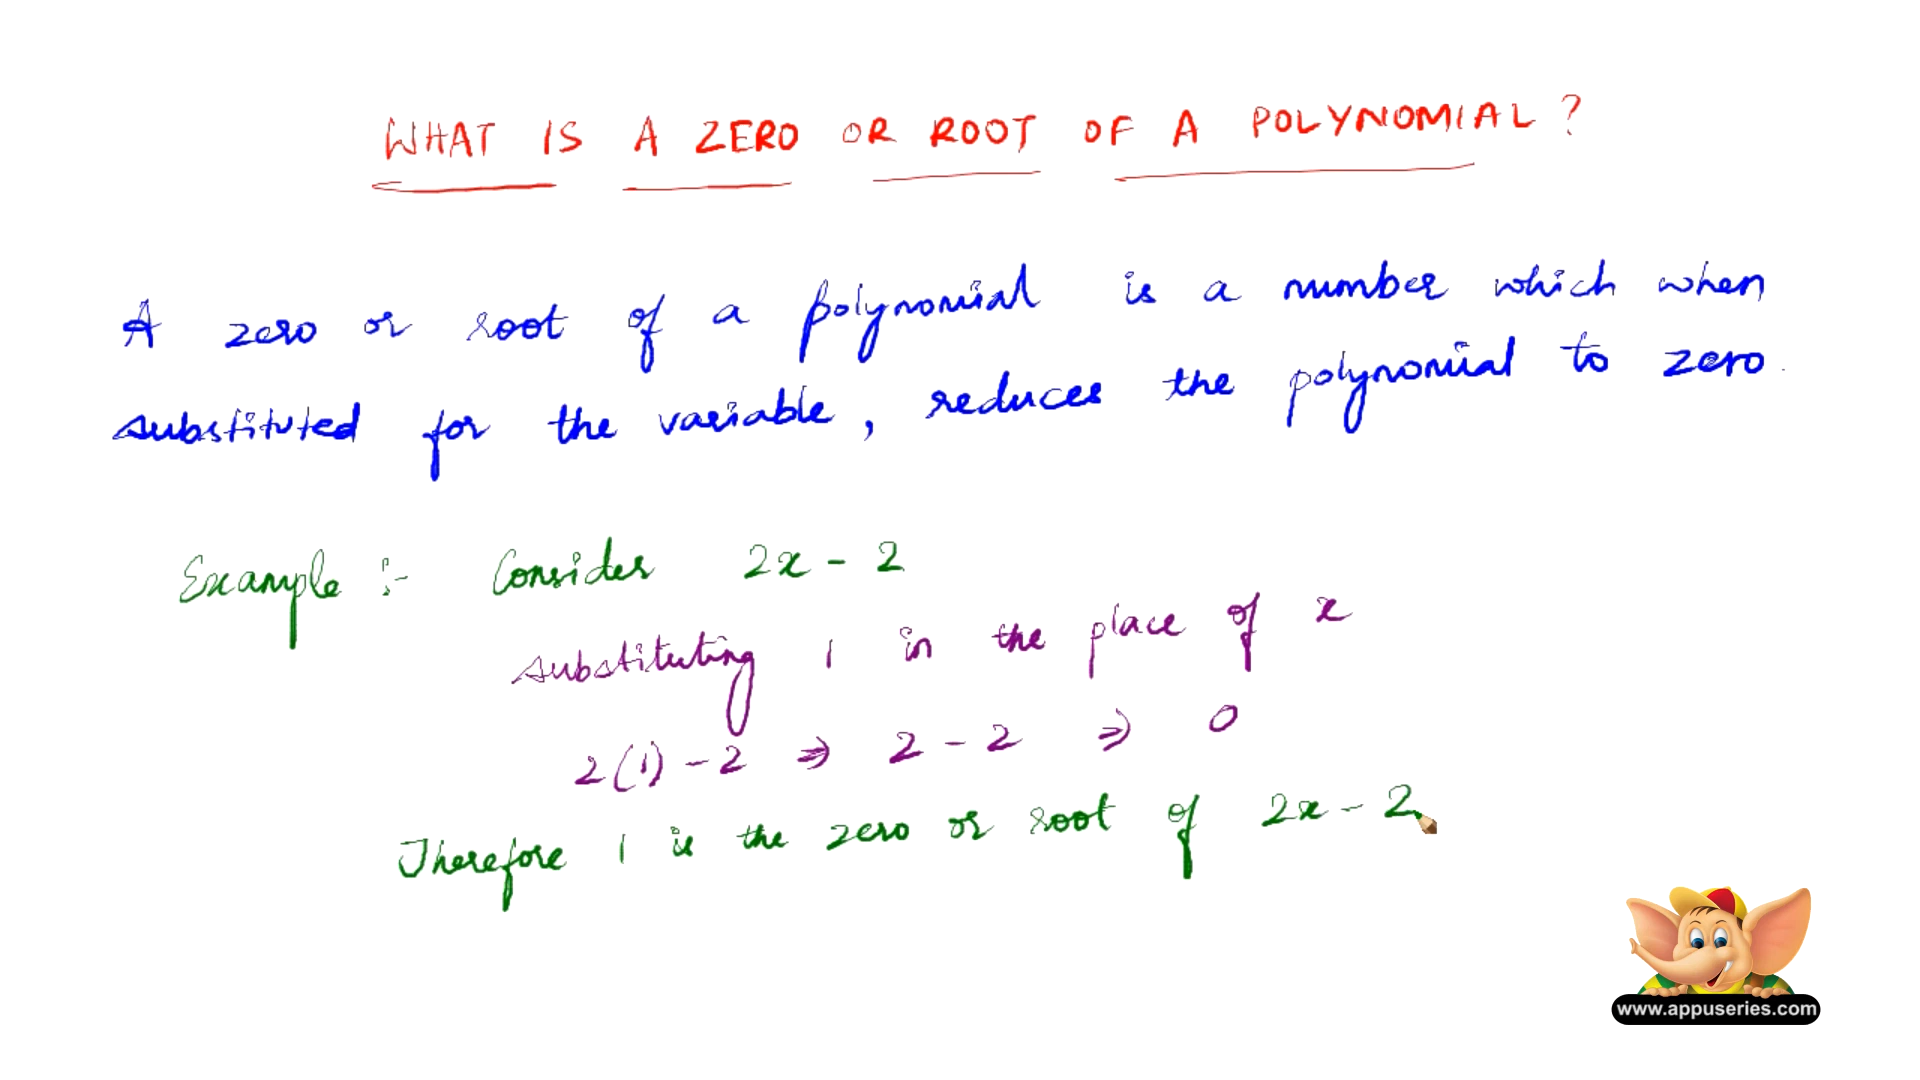 WHAT IS A ZERO OR ROOT OF A POLYNOMIAL?
A zero or root of a polynomial is a number which when
substituted for the variable, reduces the polynomial to zero.
Example :- Consider 2x - 2
substituting 1 in the place of x
2(1) - 2 ⇒ 2 - 2 ⇒ 0
Therefore 1 is the zero or root of 2x - 2
www.appuseries.com